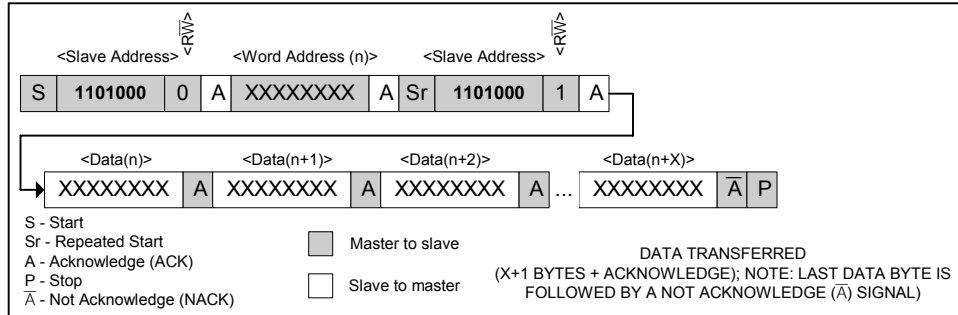 <RW̅> <RW̅>
<Slave Address> <Word Address (n)> <Slave Address>
S 1101000 0 A XXXXXXXX A Sr 1101000 1 A
<Data(n)> <Data(n+1)> <Data(n+2)> <Data(n+X)>
XXXXXXXX A XXXXXXXX A XXXXXXXX A ... XXXXXXXX A̅ P
S - Start
Sr - Repeated Start
A - Acknowledge (ACK)
P - Stop
A̅ - Not Acknowledge (NACK)
Master to slave
Slave to master
DATA TRANSFERRED
(X+1 BYTES + ACKNOWLEDGE); NOTE: LAST DATA BYTE IS
FOLLOWED BY A NOT ACKNOWLEDGE (A̅) SIGNAL)